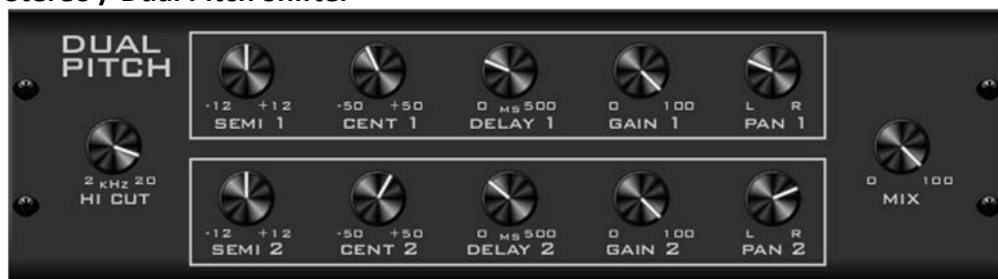 Stereo / Dual Pitch Shifter
DUAL
PITCH
-12 +12
SEMI 1
-50 +50
CENT 1
0 MS 500
DELAY 1
0 100
GAIN 1
L R
PAN 1
2 KHZ 20
HI CUT
-12 +12
SEMI 2
-50 +50
CENT 2
0 MS 500
DELAY 2
0 100
GAIN 2
L R
PAN 2
0 100
MIX